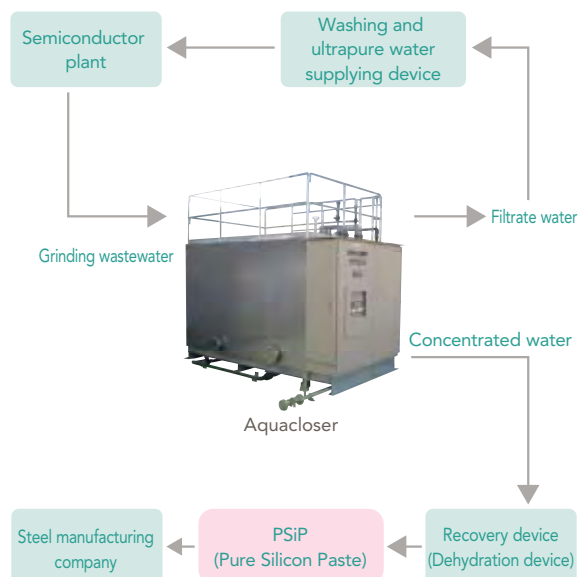 Semiconductor
plant
Washing and
ultrapure water
supplying device
Grinding wastewater
Filtrate water
Concentrated water
Aquacloser
Steel manufacturing
company
PSiP
(Pure Silicon Paste)
Recovery device
(Dehydration device)